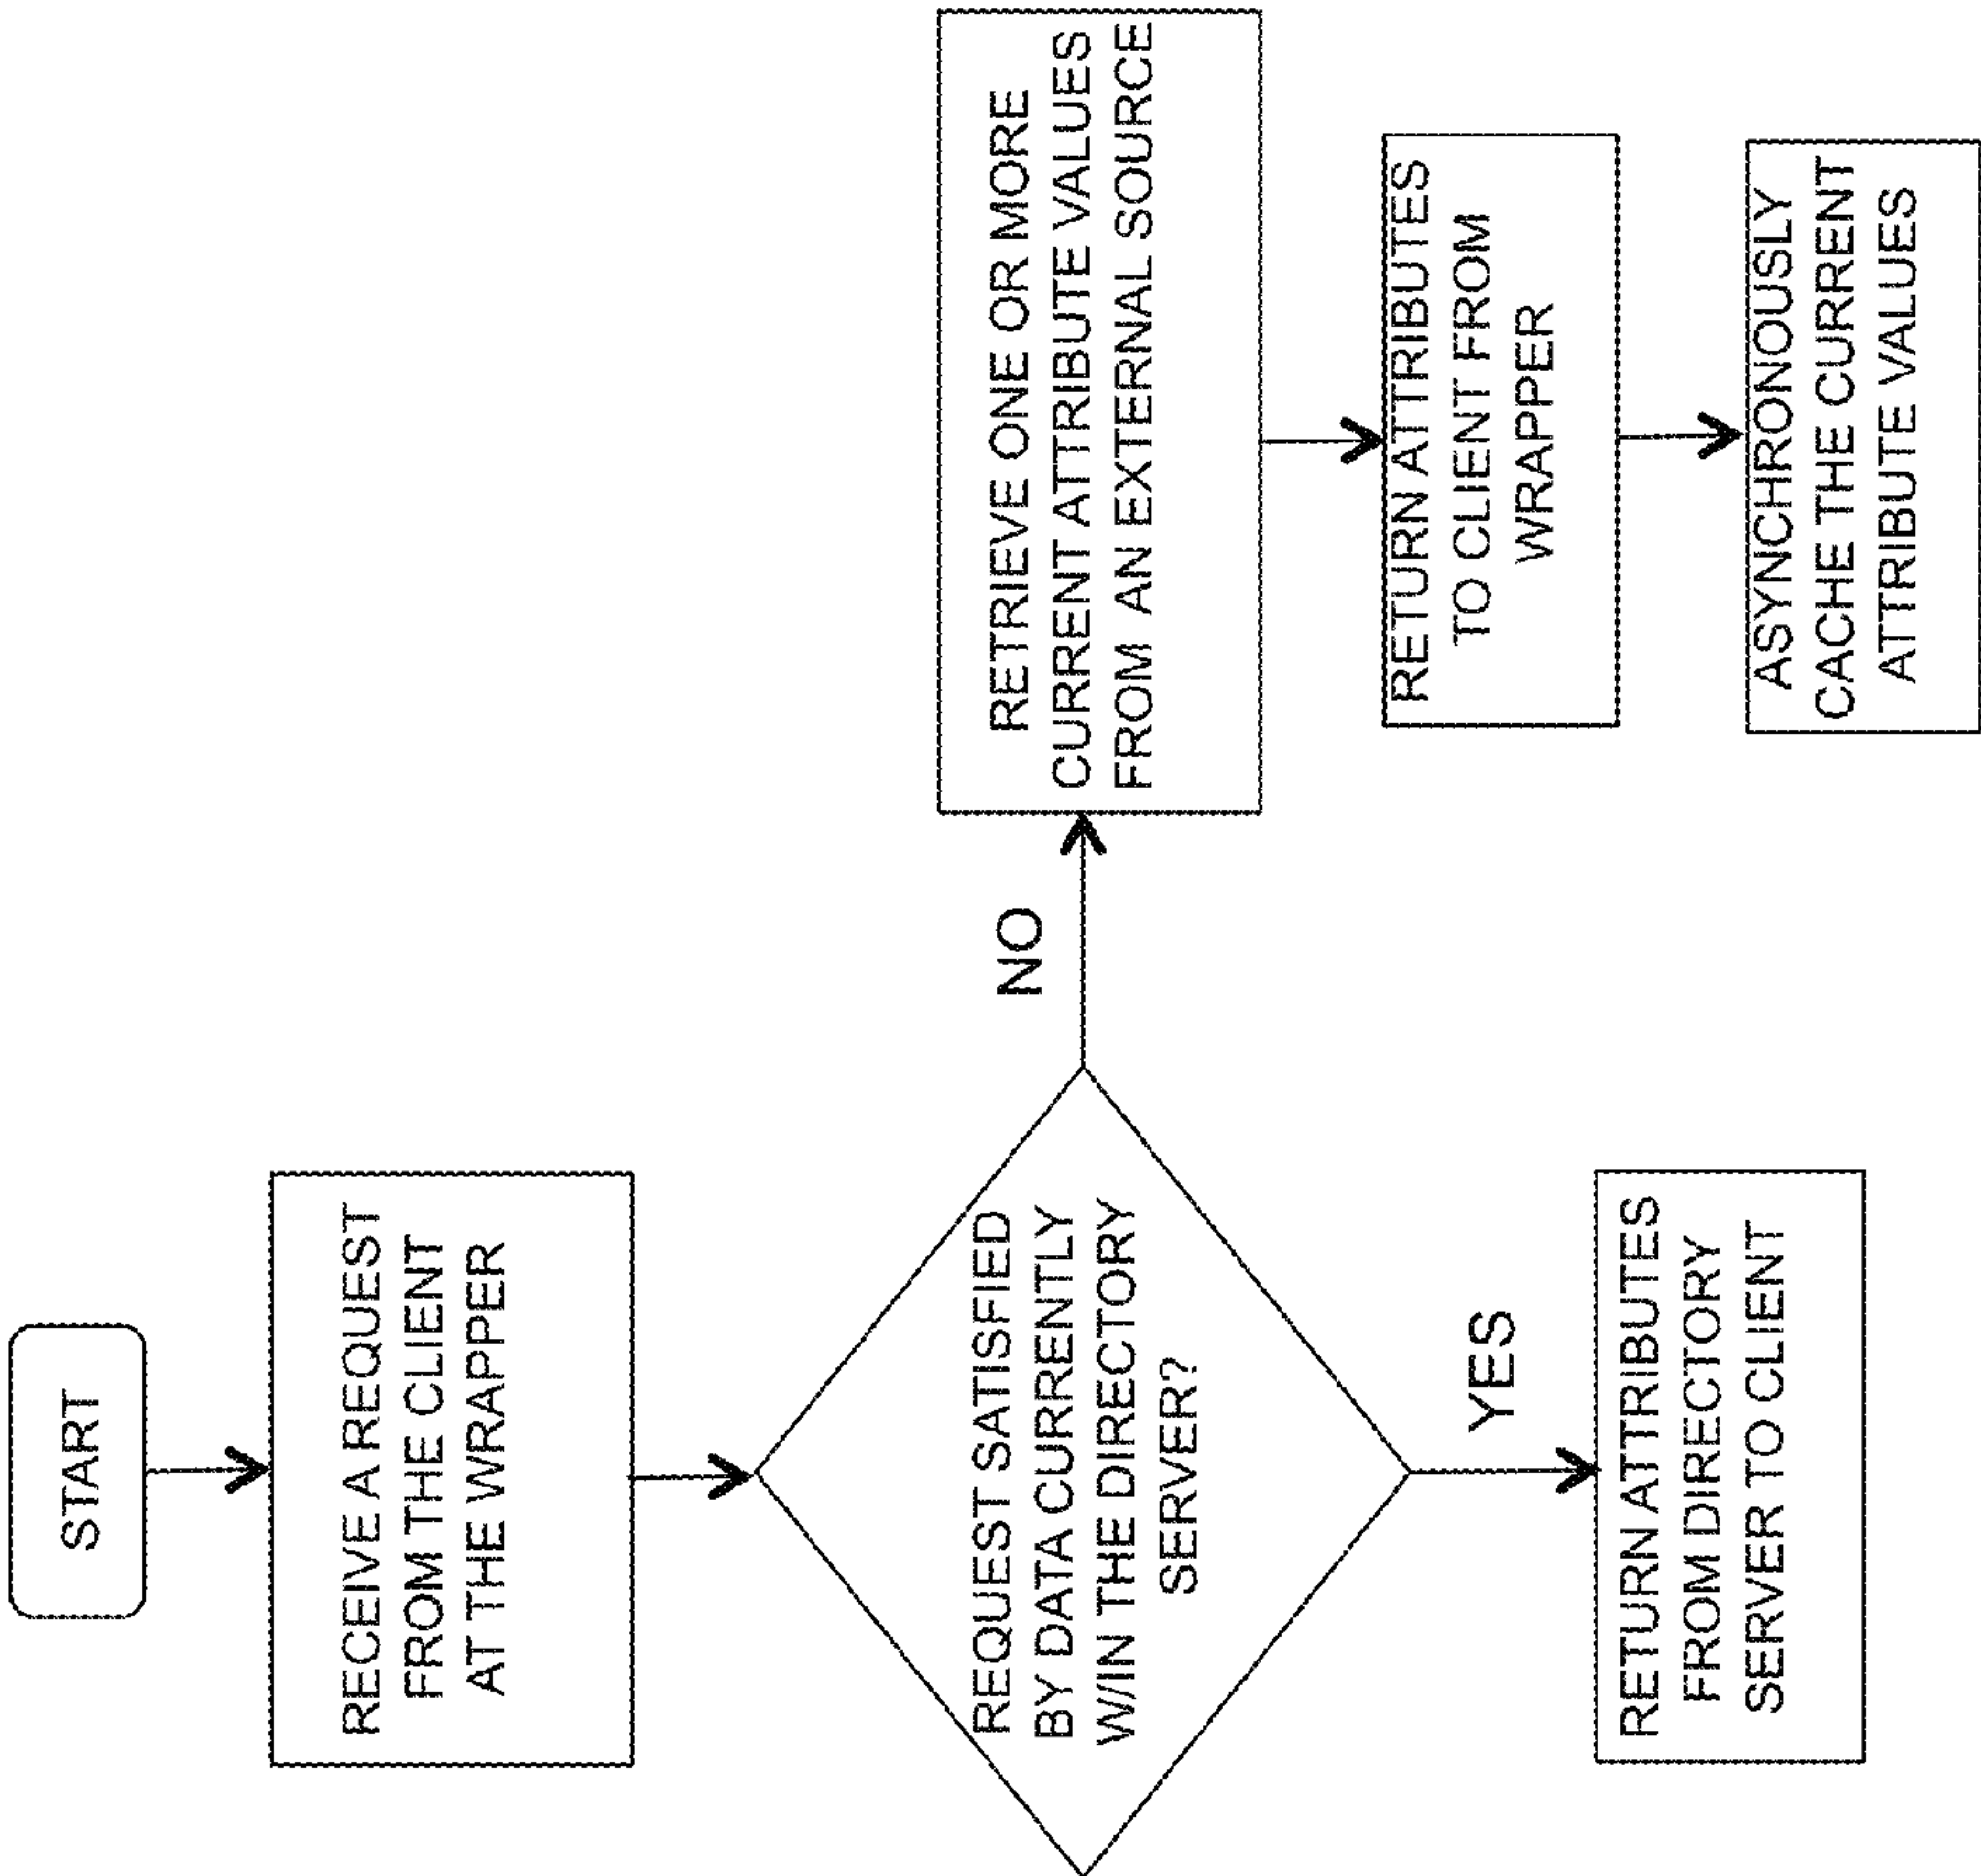 START
RECEIVE A REQUEST
FROM THE CLIENT
AT THE WRAPPER
REQUEST SATISFIED
BY DATA CURRENTLY
W/IN THE DIRECTORY
SERVER?
YES
RETURN ATTRIBUTES
FROM DIRECTORY
SERVER TO CLIENT
NO
RETRIEVE ONE OR MORE
CURRENT ATTRIBUTE VALUES
FROM AN EXTERNAL SOURCE
RETURN ATTRIBUTES
TO CLIENT FROM
WRAPPER
ASYNCHRONOUSLY
CACHE THE CURRENT
ATTRIBUTE VALUES